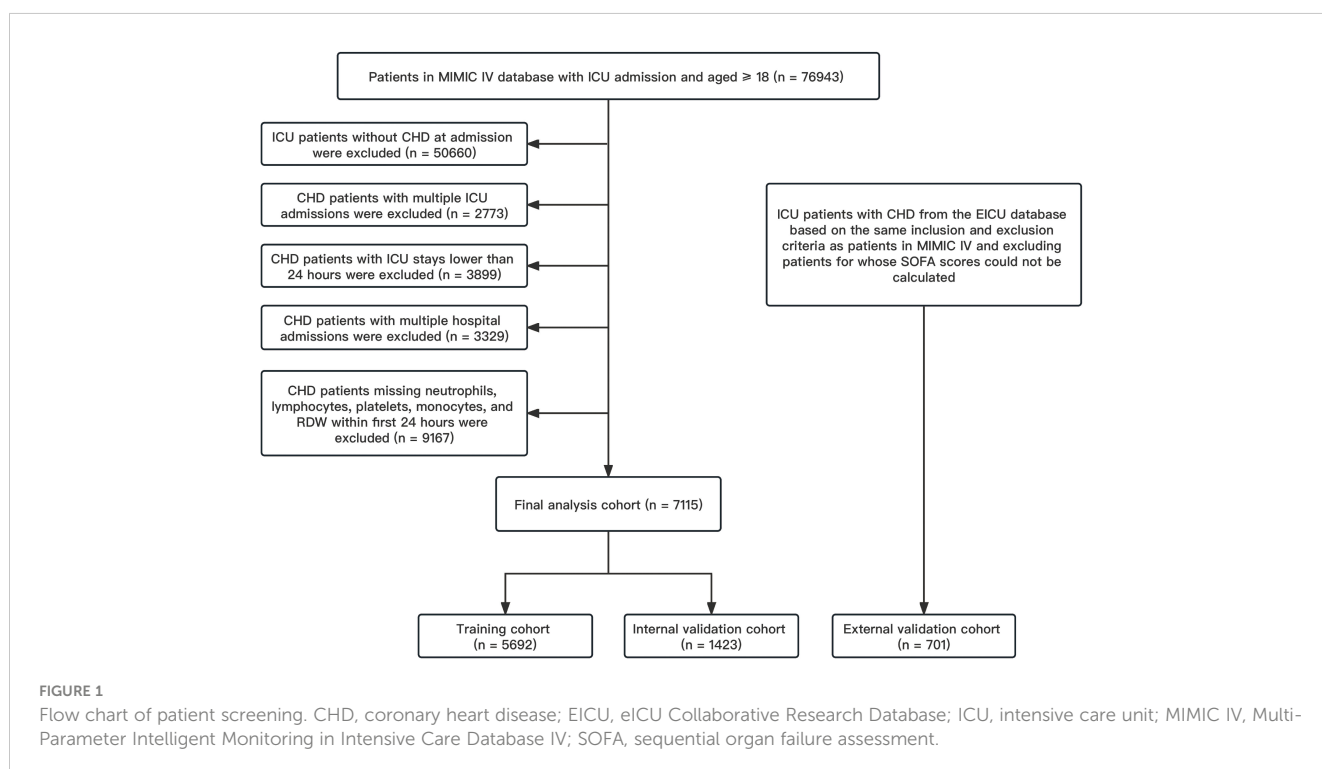 Patients in MIMIC IV database with ICU admission and aged ⩾ 18 (n = 76943)
ICU patients without CHD at admission
were excluded (n = 50660)
CHD patients with multiple ICU
admissions were excluded (n = 2773)
CHD patients with ICU stays lower than
24 hours were excluded (n = 3899)
CHD patients with multiple hospital
admissions were excluded (n = 3329)
CHD patients missing neutrophils,
lymphocytes, platelets, monocytes, and
RDW within first 24 hours were
excluded (n = 9167)
ICU patients with CHD from the EICU database
based on the same inclusion and exclusion
criteria as patients in MIMIC IV and excluding
patients for whose SOFA scores could not be
calculated
Final analysis cohort (n = 7115)
Training cohort
(n = 5692)
Internal validation cohort
(n = 1423)
External validation cohort
(n = 701)
FIGURE 1
Flow chart of patient screening. CHD, coronary heart disease; EICU, eICU Collaborative Research Database; ICU, intensive care unit; MIMIC IV, Multi-
Parameter Intelligent Monitoring in Intensive Care Database IV; SOFA, sequential organ failure assessment.